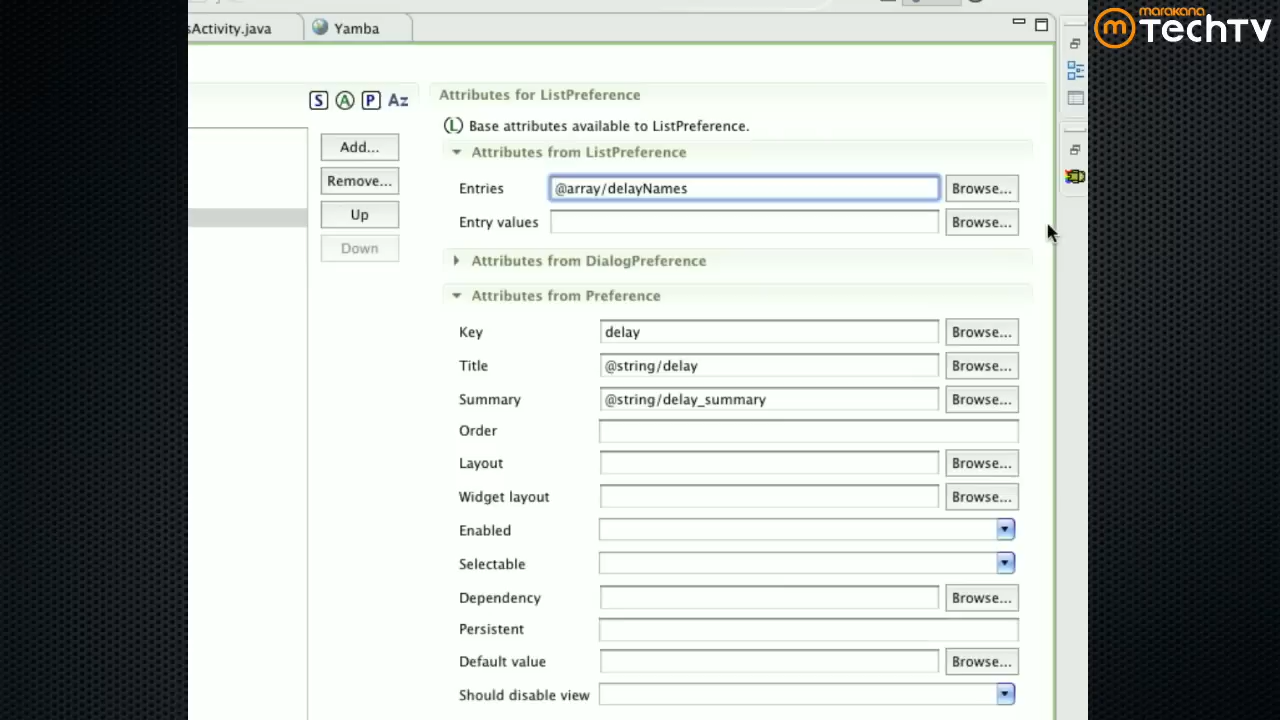 marakana
TechTV
sActivity.java
Yamba
S A P Az
Attributes for ListPreference
L Base attributes available to ListPreference.
Add...
Attributes from ListPreference
Remove...
Entries @array/delayNames Browse...
Up
Entry values Browse...
Down
Attributes from DialogPreference
Attributes from Preference
Key delay Browse...
Title @string/delay Browse...
Summary @string/delay_summary Browse...
Order
Layout Browse...
Widget layout Browse...
Enabled
Selectable
Dependency Browse...
Persistent
Default value Browse...
Should disable view